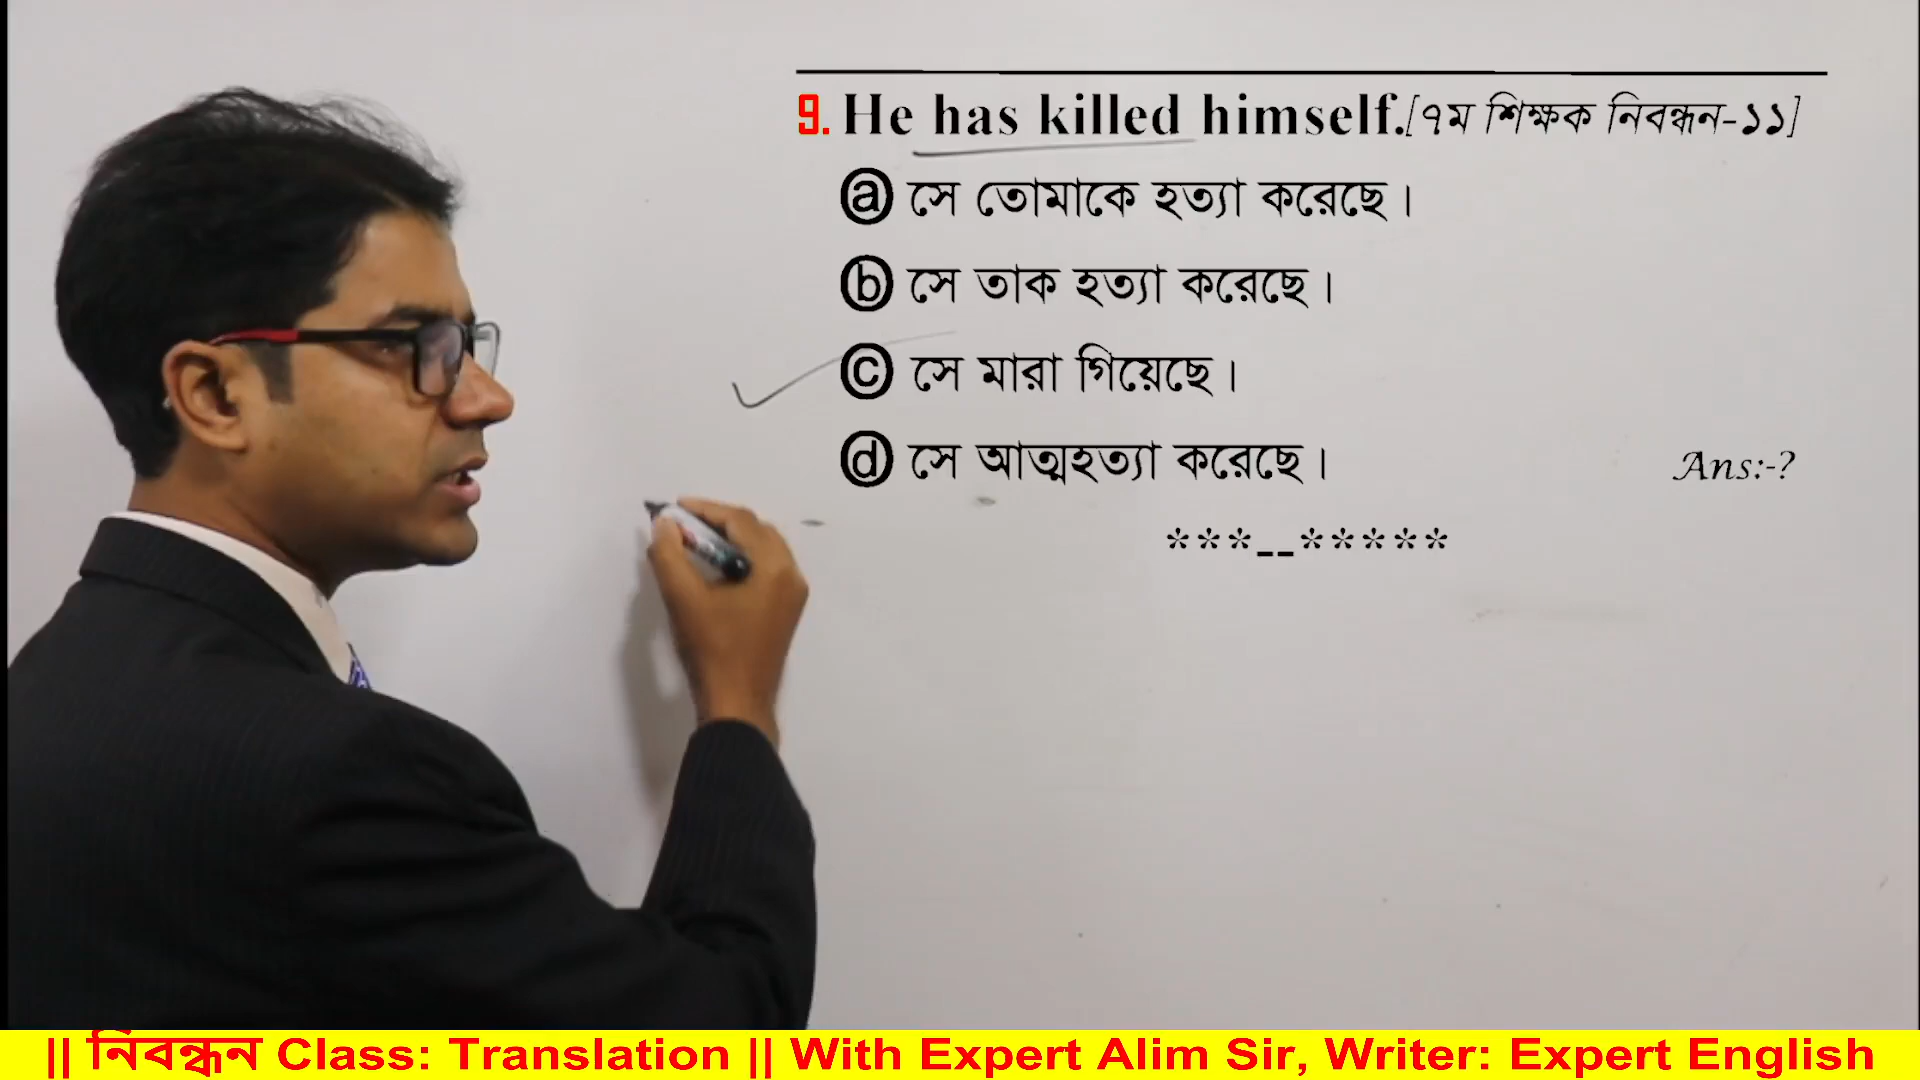 9. He has killed himself.[৭ম শিক্ষক নিবন্ধন-১১]
ⓐ সে তোমাকে হত্যা করেছে।
ⓑ সে তাক হত্যা করেছে।
ⓒ সে মারা গিয়েছে।
ⓓ সে আত্মহত্যা করেছে। Ans:-?
***--*****
|| নিবন্ধন Class: Translation || With Expert Alim Sir, Writer: Expert English